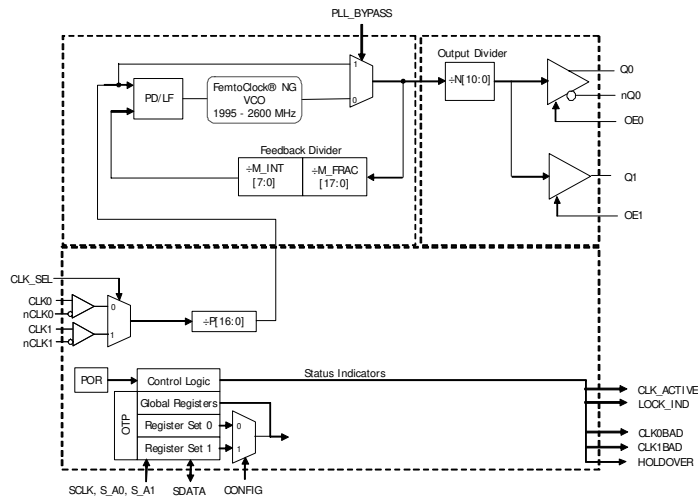 PLL_BYPASS
Output Divider
1
÷N[10:0]
Q0
nQ0
OE0
PD/LF
FemtoClock® NG
VCO
1995 - 2600 MHz
0
Feedback Divider
÷M_INT
[7:0]
÷M_FRAC
[17:0]
Q1
OE1
CLK_SEL
CLK0
nCLK0
0
CLK1
nCLK1
1
÷P[16:0]
POR
Control Logic
Status Indicators
OTP
Global Registers
Register Set 0
0
Register Set 1
1
CLK_ACTIVE
LOCK_IND
CLK0BAD
CLK1BAD
HOLDOVER
SCLK, S_A0, S_A1
SDATA
CONFIG